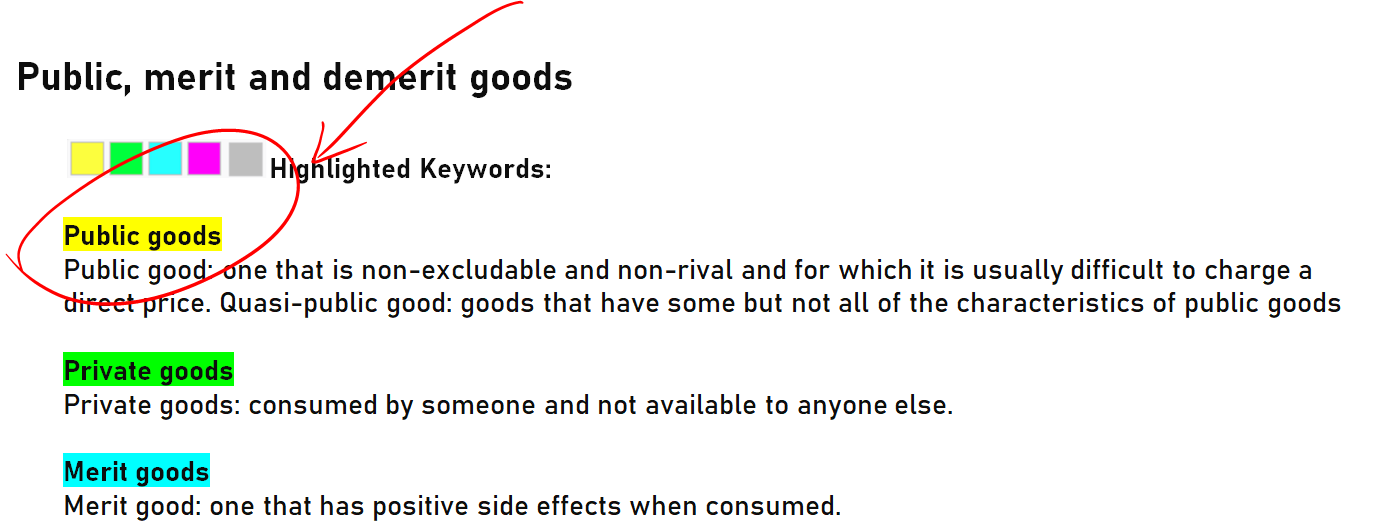 Public, merit and demerit goods
Highlighted Keywords:
Public goods
Public good: one that is non-excludable and non-rival and for which it is usually difficult to charge a
direct price. Quasi-public good: goods that have some but not all of the characteristics of public goods
Private goods
Private goods: consumed by someone and not available to anyone else.
Merit goods
Merit good: one that has positive side effects when consumed.